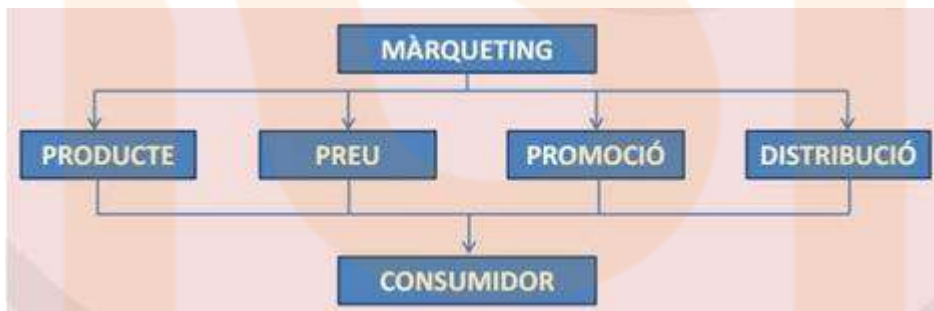 MÀRQUETING
PRODUCTE
PREU
PROMOCIÓ
DISTRIBUCIÓ
CONSUMIDOR